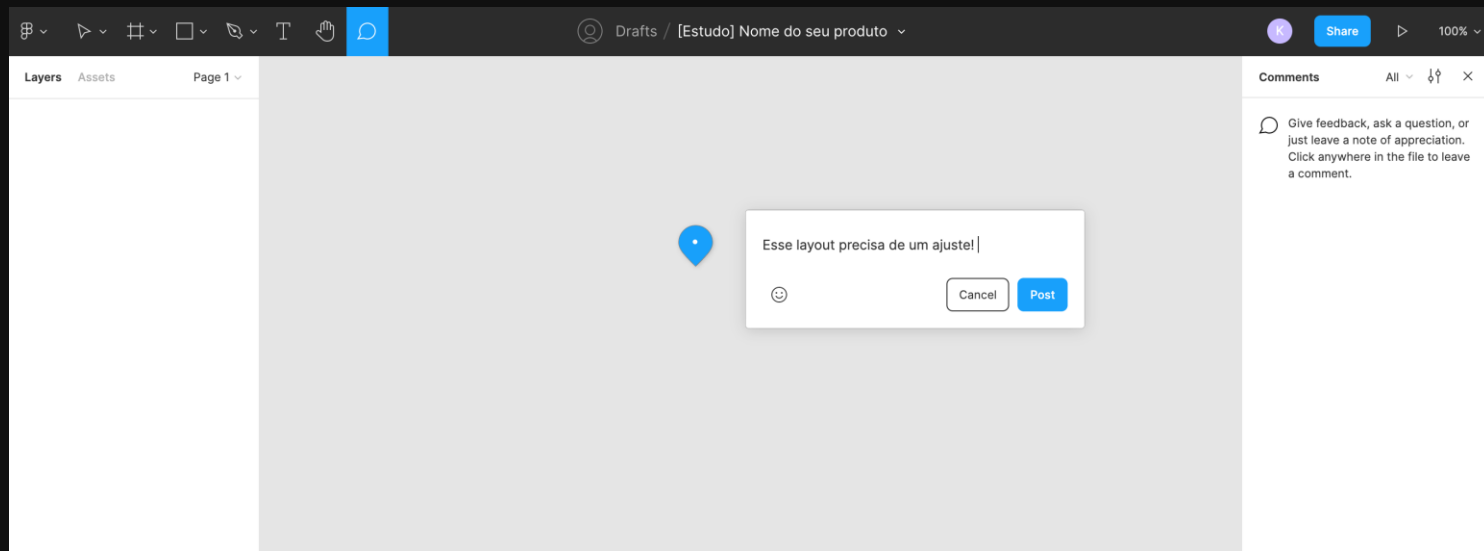 Drafts / [Estudo] Nome do seu produto
K
Share
100%
Layers
Assets
Page 1
Esse layout precisa de um ajuste!
Cancel
Post
Comments
All
Give feedback, ask a question, or
just leave a note of appreciation.
Click anywhere in the file to leave
a comment.